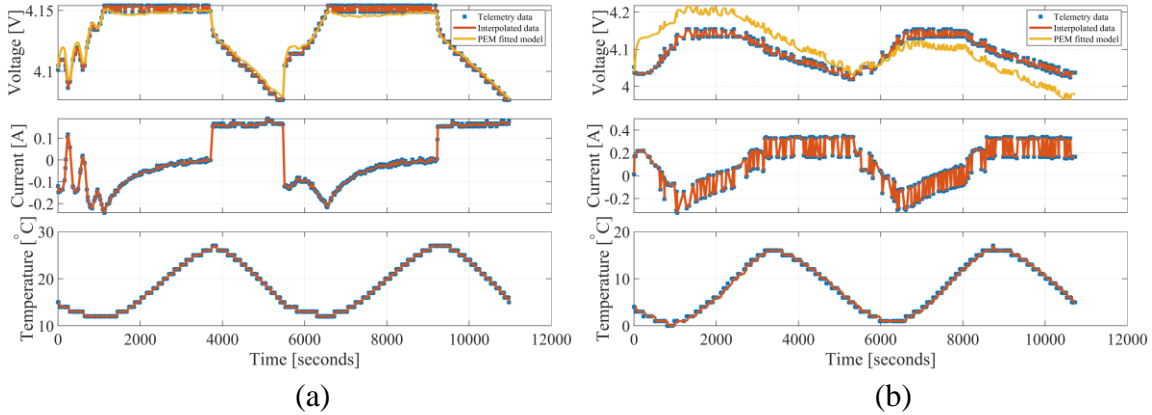 4.15
4.1
Voltage [V]
Telemetry data
Interpolated data
PEM fitted model
0.1
0
-0.1
-0.2
Current [A]
30
20
10
Temperature [°C]
0 2000 4000 6000 8000 10000 12000
Time [seconds]
(a)
4.2
4.1
4
Voltage [V]
Telemetry data
Interpolated data
PEM fitted model
0.4
0.2
0
-0.2
Current [A]
20
10
0
Temperature [°C]
0 2000 4000 6000 8000 10000 12000
Time [seconds]
(b)